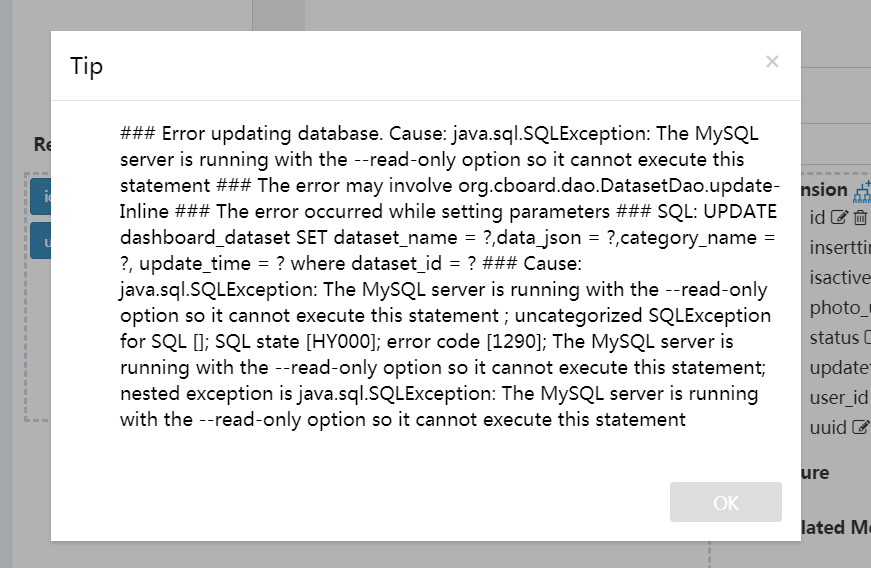 Tip
×
### Error updating database. Cause: java.sql.SQLException: The MySQL
server is running with the --read-only option so it cannot execute this
statement ### The error may involve org.cboard.dao.DatasetDao.update-
Inline ### The error occurred while setting parameters ### SQL: UPDATE
dashboard_dataset SET dataset_name = ?,data_json = ?,category_name =
?, update_time = ? where dataset_id = ? ### Cause:
java.sql.SQLException: The MySQL server is running with the --read-only
option so it cannot execute this statement ; uncategorized SQLException
for SQL []; SQL state [HY000]; error code [1290]; The MySQL server is
running with the --read-only option so it cannot execute this statement;
nested exception is java.sql.SQLException: The MySQL server is running
with the --read-only option so it cannot execute this statement
OK
Re
nsion
id
insertti
isactive
photo_
status
update
user_id
uuid
ure
lated M